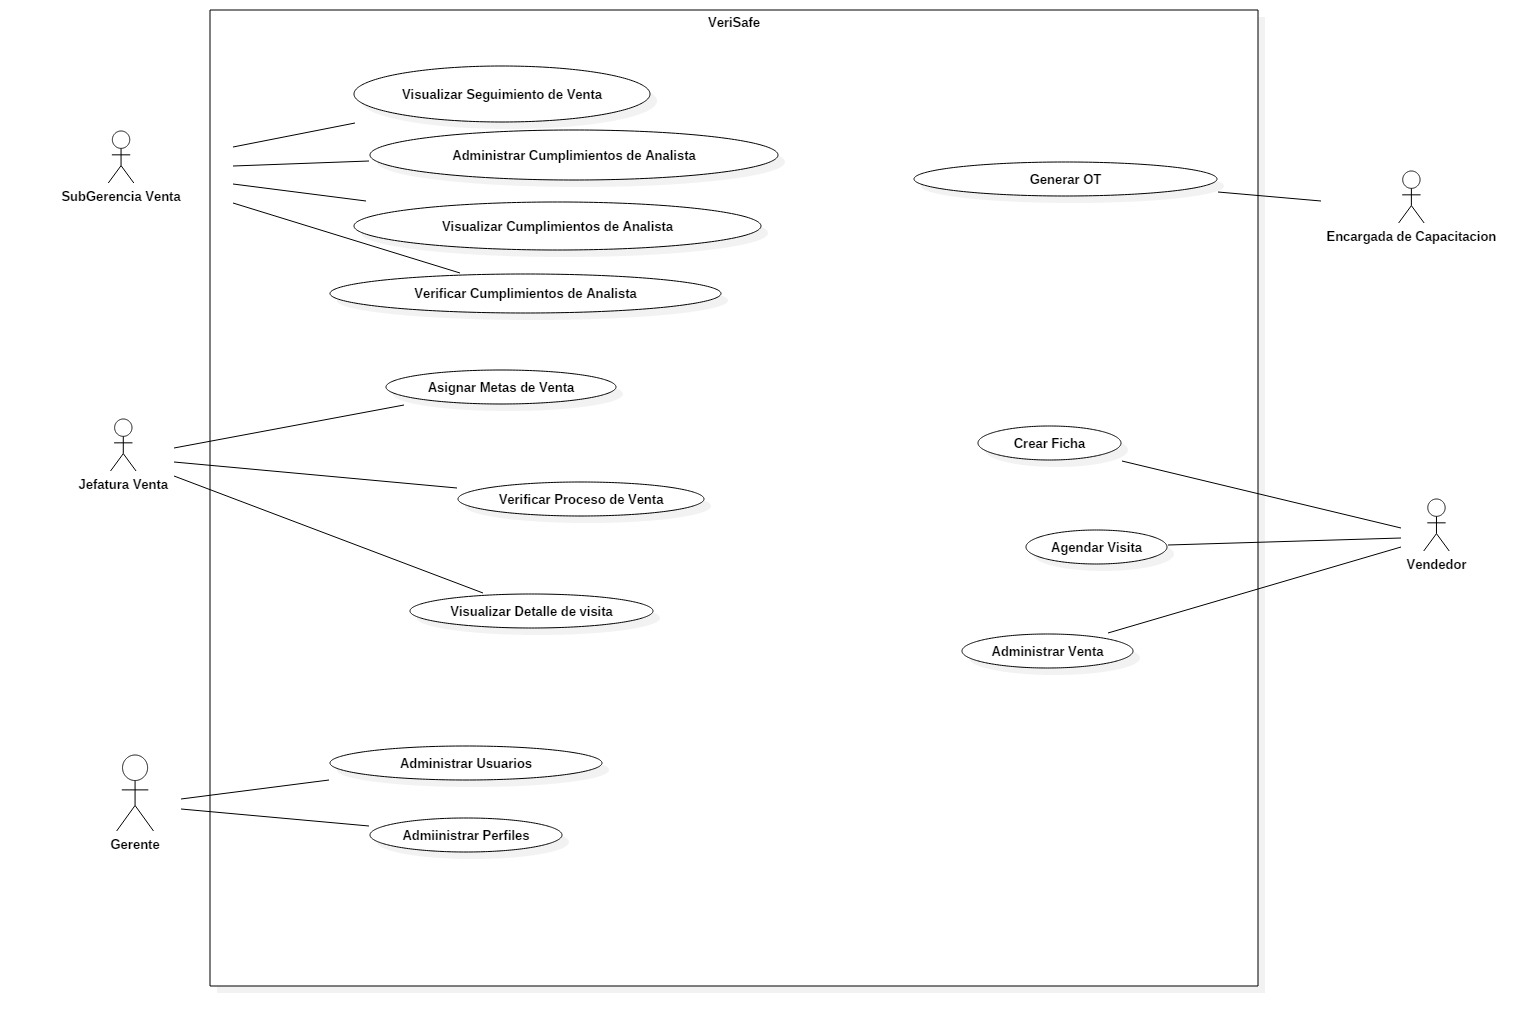 VeriSafe
Visualizar Seguimiento de Venta
Administrar Cumplimientos de Analista
SubGerencia Venta
Generar OT
Visualizar Cumplimientos de Analista
Encargada de Capacitacion
Verificar Cumplimientos de Analista
Asignar Metas de Venta
Crear Ficha
Jefatura Venta
Verificar Proceso de Venta
Agendar Visita
Vendedor
Visualizar Detalle de visita
Administrar Venta
Administrar Usuarios
Admiinistrar Perfiles
Gerente